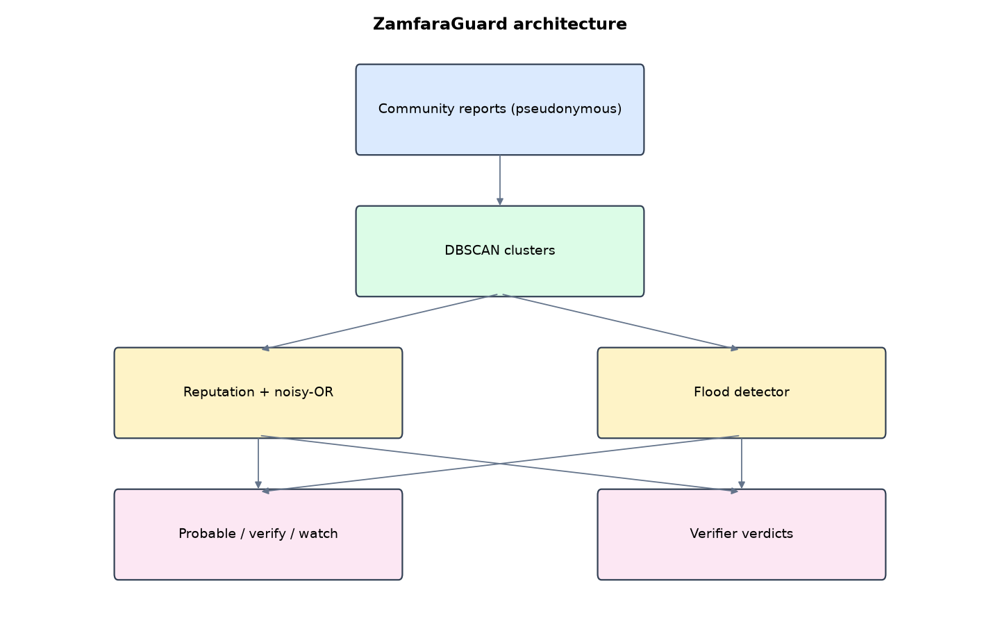 ZamfaraGuard architecture
Community reports (pseudonymous)
DBSCAN clusters
Reputation + noisy-OR
Flood detector
Probable / verify / watch
Verifier verdicts